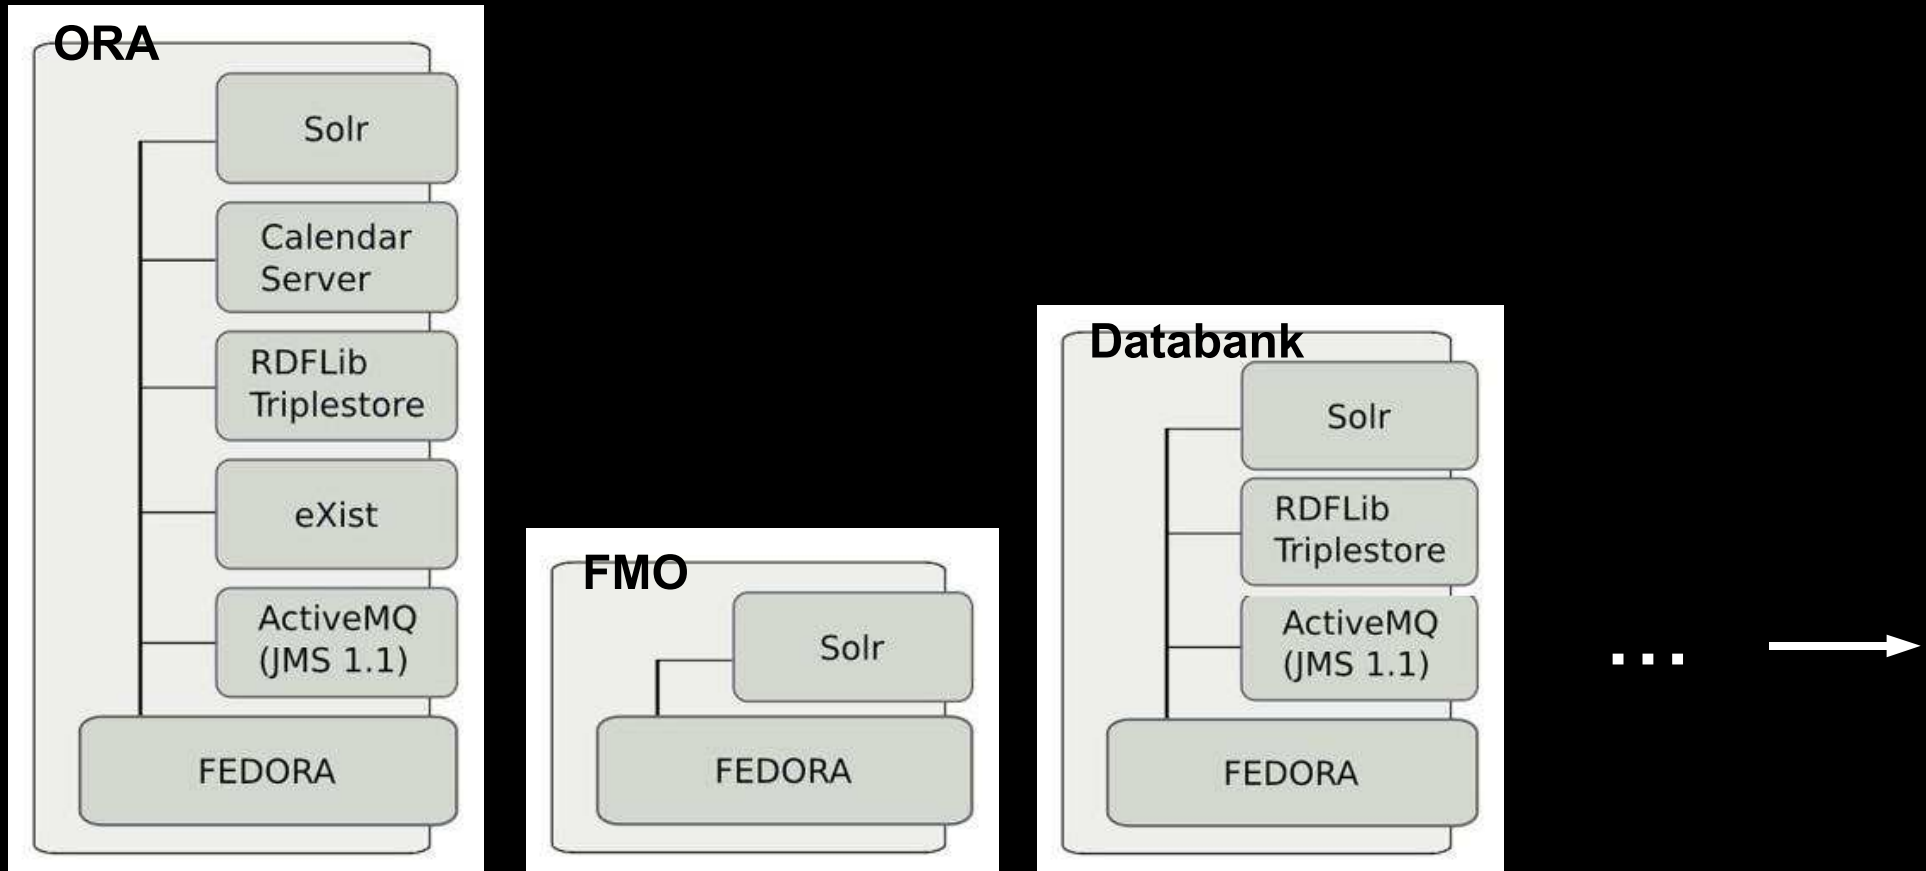 ORA
Solr
Calendar
Server
RDFLib
Triplestore
eXist
ActiveMQ
(JMS 1.1)
FEDORA
FMO
Solr
FEDORA
Databank
Solr
RDFLib
Triplestore
ActiveMQ
(JMS 1.1)
FEDORA
...